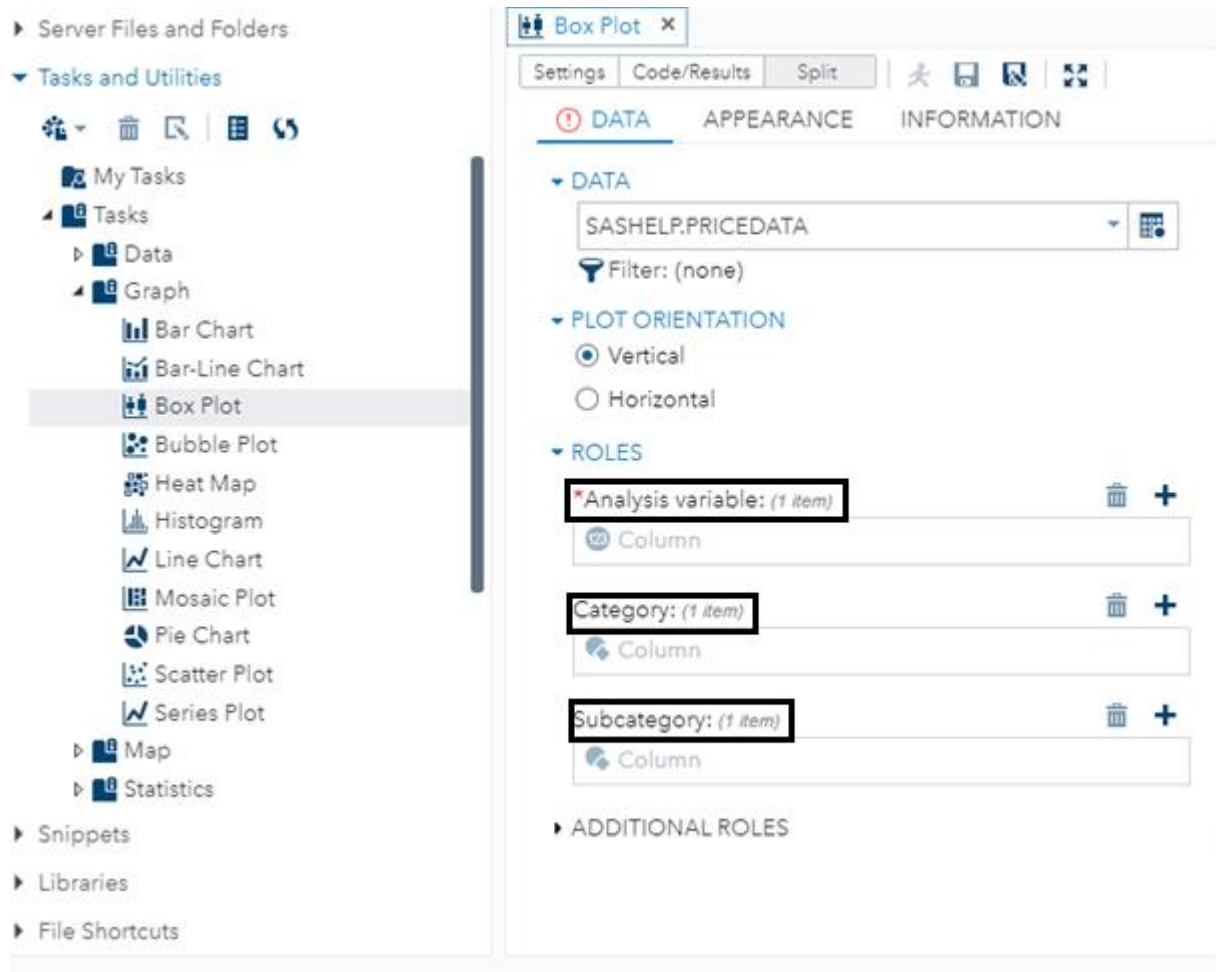 Server Files and Folders
Tasks and Utilities
My Tasks
Tasks
Data
Graph
Bar Chart
Bar-Line Chart
Box Plot
Bubble Plot
Heat Map
Histogram
Line Chart
Mosaic Plot
Pie Chart
Scatter Plot
Series Plot
Map
Statistics
Snippets
Libraries
File Shortcuts
Box Plot
Settings Code/Results Split
DATA APPEARANCE INFORMATION
DATA
SASHELP.PRICEDATA
Filter: (none)
PLOT ORIENTATION
Vertical
Horizontal
ROLES
*Analysis variable: (1 item)
123 Column
Category: (1 item)
Column
Subcategory: (1 item)
Column
ADDITIONAL ROLES